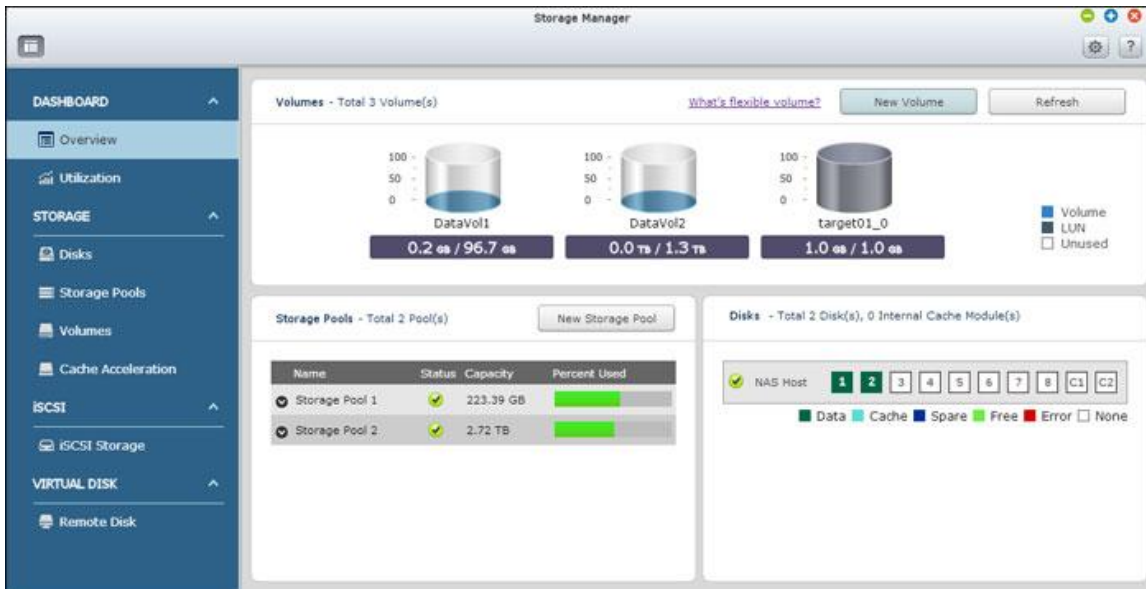 Storage Manager
?
DASHBOARD
Overview
Utilization
STORAGE
Disks
Storage Pools
Volumes
Cache Acceleration
iSCSI
iSCSI Storage
VIRTUAL DISK
Remote Disk
Volumes - Total 3 Volume(s)
What's flexible volume?
New Volume
Refresh
100
50
0
100
50
0
100
50
0
DataVol1
DataVol2
target01_0
0.2 GB / 96.7 GB
0.0 TB / 1.3 TB
1.0 GB / 1.0 GB
Volume
LUN
Unused
Storage Pools - Total 2 Pool(s)
New Storage Pool
Name Status Capacity Percent Used
Storage Pool 1 223.39 GB
Storage Pool 2 2.72 TB
Disks - Total 2 Disk(s), 0 Internal Cache Module(s)
NAS Host 1 2 3 4 5 6 7 8 C1 C2
Data Cache Spare Free Error None